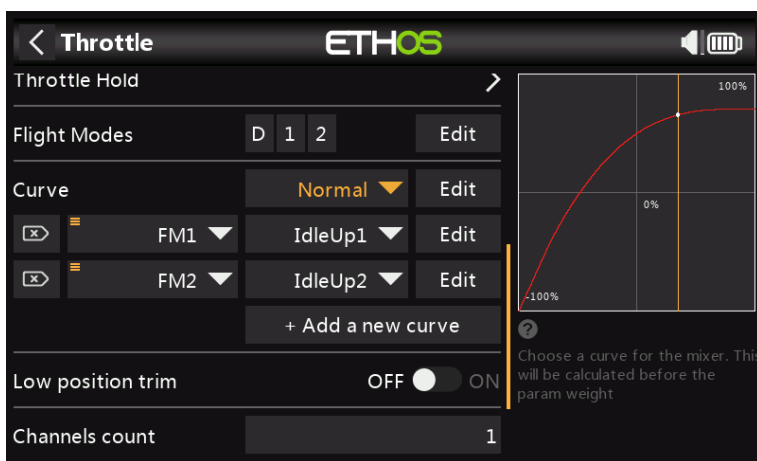 Throttle
ETHOS
Throttle Hold
Flight Modes
D 1 2
Edit
Curve
Normal
Edit
FM1
IdleUp1
Edit
FM2
IdleUp2
Edit
+ Add a new curve
Low position trim
OFF ON
Channels count
1
100%
0%
-100%
?
Choose a curve for the mixer. This
will be calculated before the
param weight